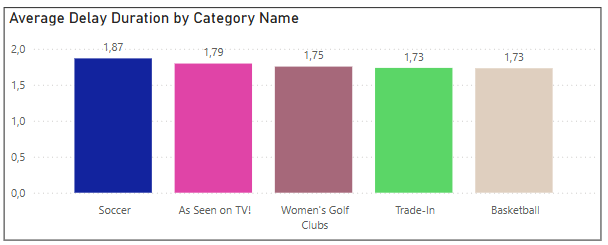 Average Delay Duration by Category Name
2,0
1,5
1,0
0,5
0,0
1,87
1,79
1,75
1,73
1,73
Soccer
As Seen on TV!
Women's Golf
Clubs
Trade-In
Basketball